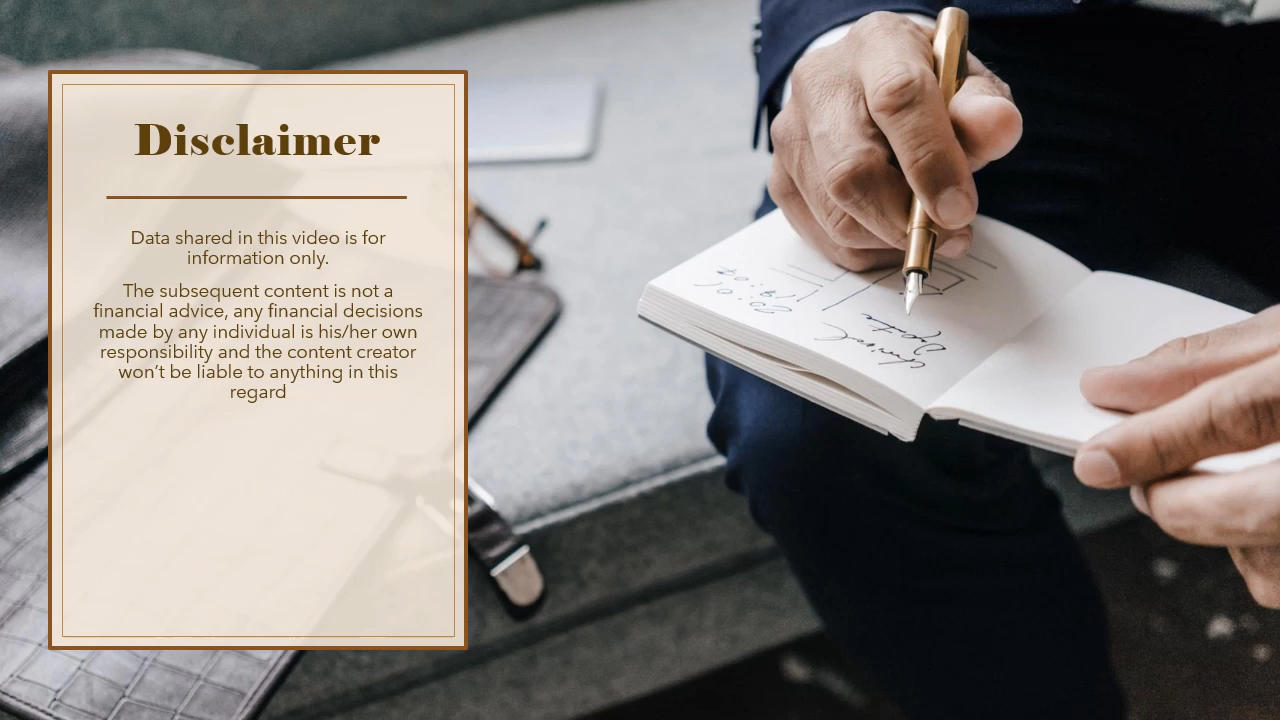 Disclaimer
Data shared in this video is for
information only.
The subsequent content is not a
financial advice, any financial decisions
made by any individual is his/her own
responsibility and the content creator
won't be liable to anything in this
regard